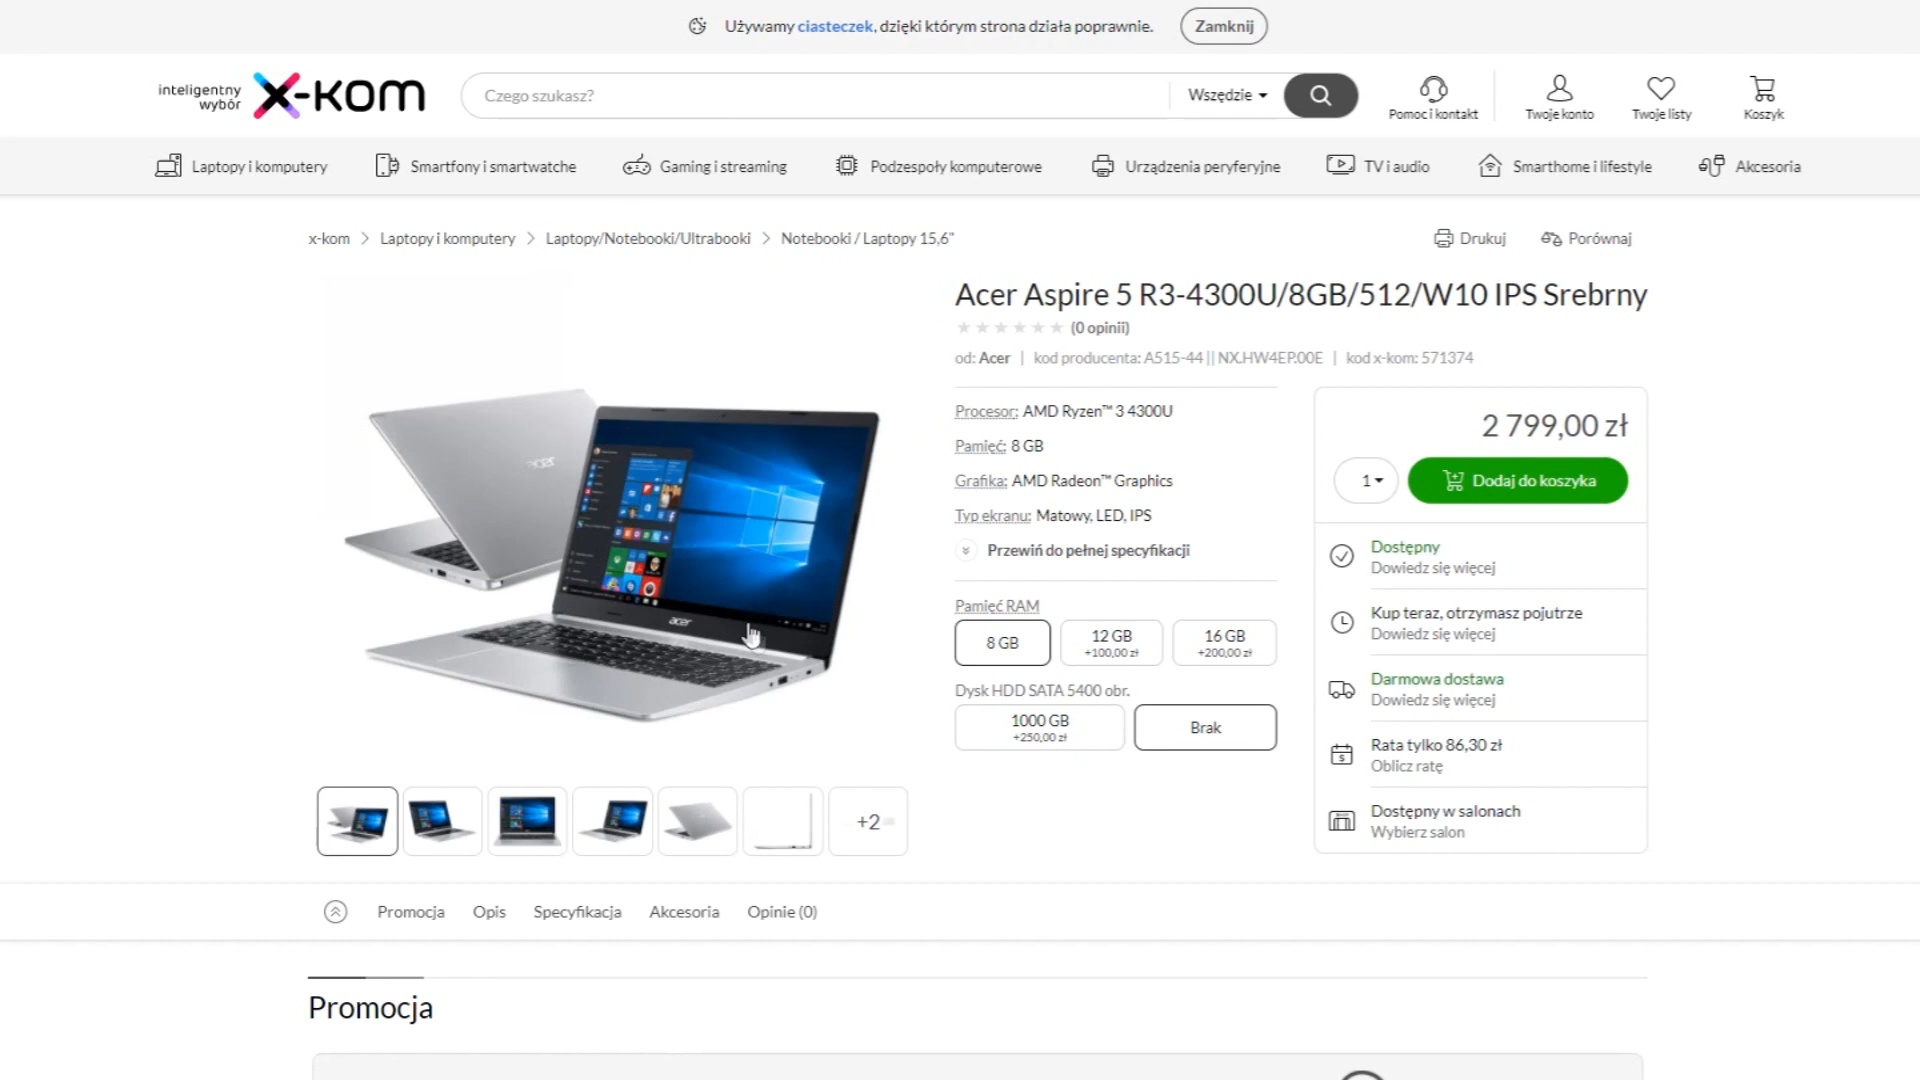 Używamy ciasteczek, dzięki którym strona działa poprawnie.
Zamknij
inteligentny
wybór
x-kom
Czego szukasz?
Wszędzie
Pomoc i kontakt
Twoje konto
Twoje listy
Koszyk
Laptopy i komputery
Smartfony i smartwatche
Gaming i streaming
Podzespoły komputerowe
Urządzenia peryferyjne
TV i audio
Smarthome i lifestyle
Akcesoria
x-kom
Laptopy i komputery
Laptopy/Notebooki/Ultrabooki
Notebooki / Laptopy 15,6"
Drukuj
Porównaj
Acer Aspire 5 R3-4300U/8GB/512/W10 IPS Srebrny
(0 opinii)
od: Acer | kod producenta: A515-44 || NX.HW4EP.00E | kod x-kom: 571374
Procesor: AMD Ryzen™ 3 4300U
Pamięć: 8 GB
Grafika: AMD Radeon™ Graphics
Typ ekranu: Matowy, LED, IPS
Przewiń do pełnej specyfikacji
Pamięć RAM
8 GB
12 GB
+100,00 zł
16 GB
+200,00 zł
Dysk HDD SATA 5400 obr.
1000 GB
+250,00 zł
Brak
2 799,00 zł
1
Dodaj do koszyka
Dostępny
Dowiedz się więcej
Kup teraz, otrzymasz pojutrze
Dowiedz się więcej
Darmowa dostawa
Dowiedz się więcej
Rata tylko 86,30 zł
Oblicz ratę
Dostępny w salonach
Wybierz salon
acer
acer
+2
Promocja
Opis
Specyfikacja
Akcesoria
Opinie (0)
Promocja